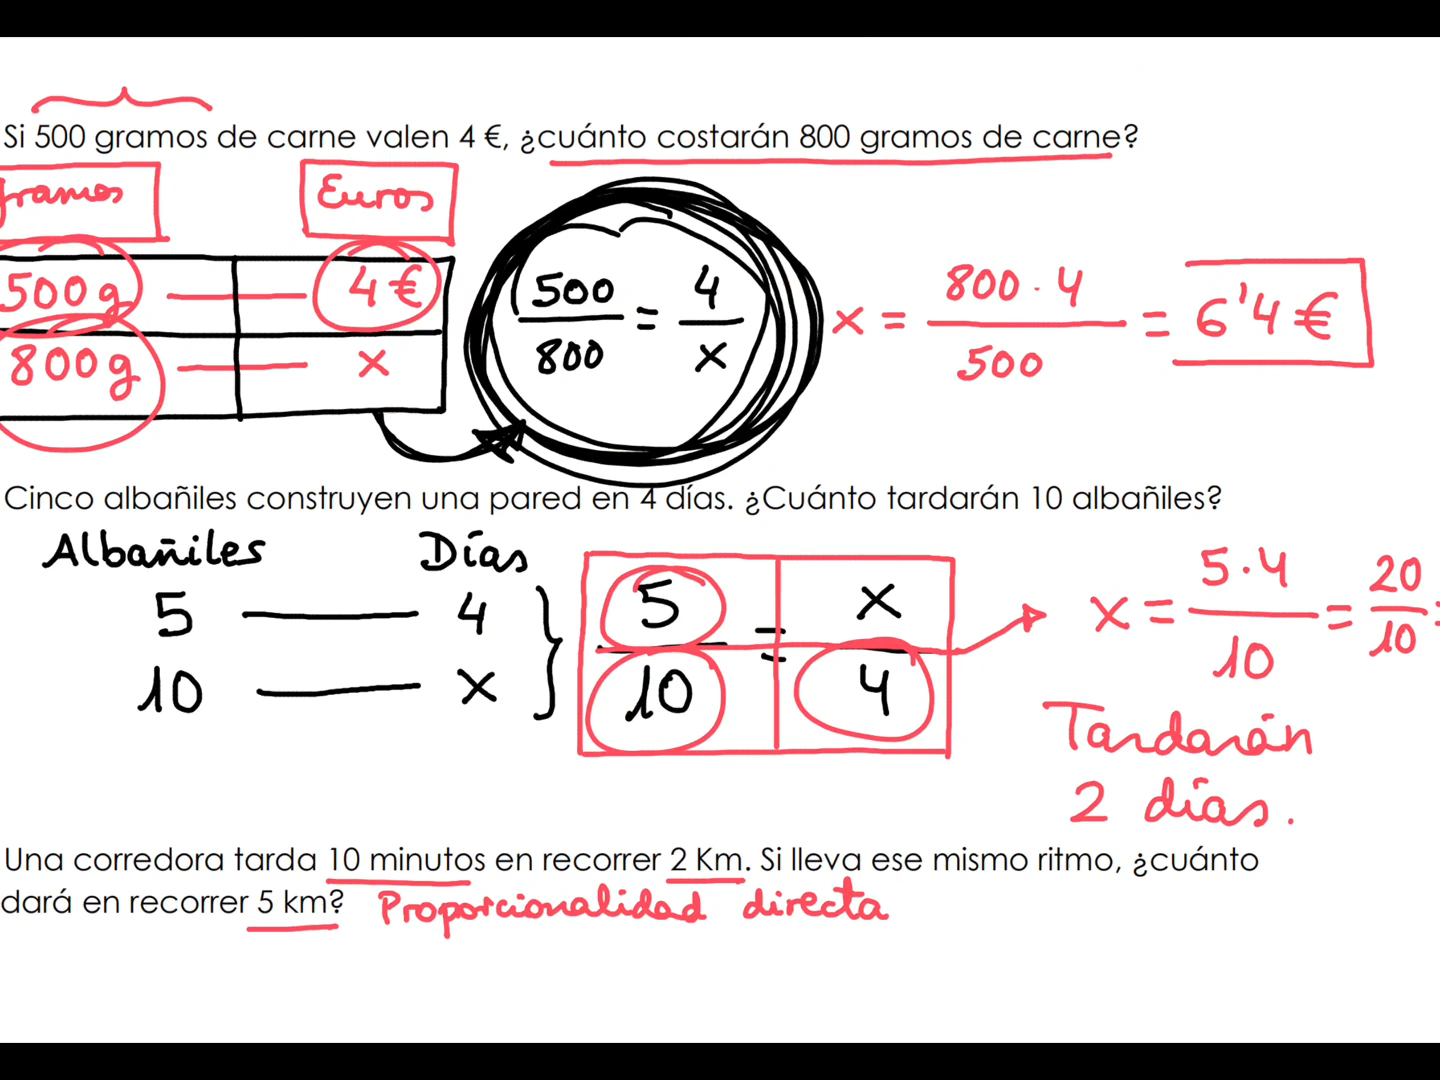 Si 500 gramos de carne valen 4 €, ¿cuánto costarán 800 gramos de carne?
gramos Euros
500g 4€
800g x
500/800 = 4/x
x = 800·4/500 = 6'4 €
Cinco albañiles construyen una pared en 4 días. ¿Cuánto tardarán 10 albañiles?
Albañiles Días
5 4
10 x
5/10 = x/4
x = 5·4/10 = 20/10 =
Tardarán
2 días.
Una corredora tarda 10 minutos en recorrer 2 Km. Si lleva ese mismo ritmo, ¿cuánto
dará en recorrer 5 km? Proporcionalidad directa